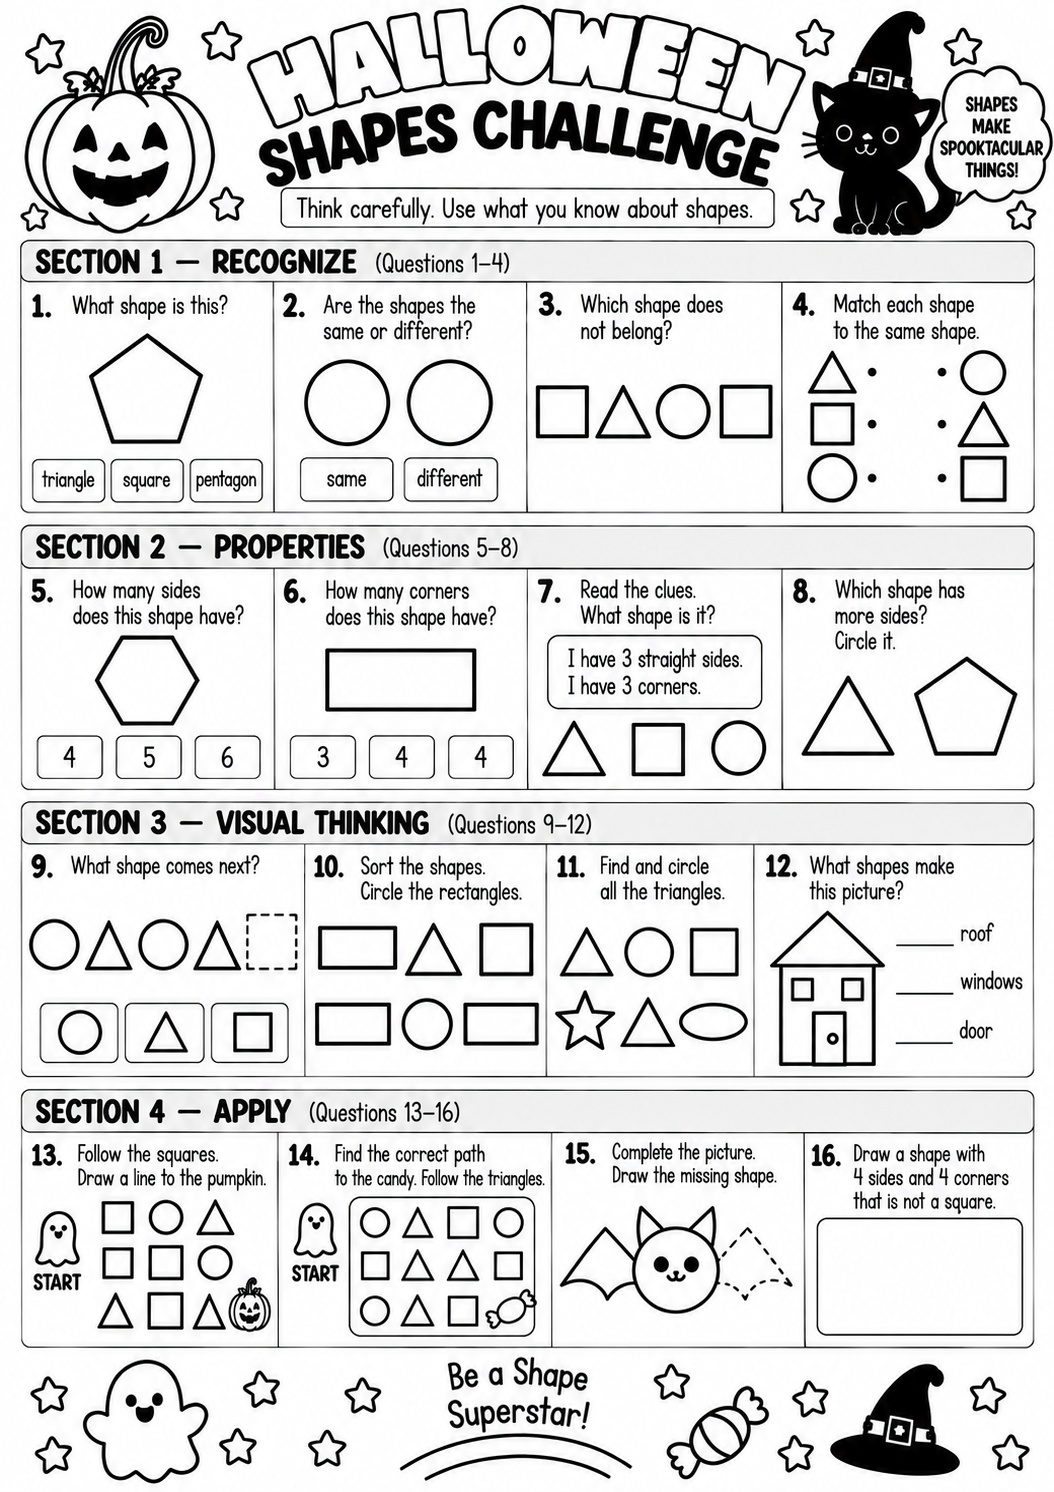 HALLOWEEN
SHAPES CHALLENGE
Think carefully. Use what you know about shapes.
SHAPES
MAKE
SPOOKTACULAR
THINGS!
SECTION 1 — RECOGNIZE (Questions 1–4)
1. What shape is this?
triangle square pentagon
2. Are the shapes the
same or different?
same different
3. Which shape does
not belong?
4. Match each shape
to the same shape.
SECTION 2 — PROPERTIES (Questions 5–8)
5. How many sides
does this shape have?
4 5 6
6. How many corners
does this shape have?
3 4 4
7. Read the clues.
What shape is it?
I have 3 straight sides.
I have 3 corners.
8. Which shape has
more sides?
Circle it.
SECTION 3 — VISUAL THINKING (Questions 9–12)
9. What shape comes next?
10. Sort the shapes.
Circle the rectangles.
11. Find and circle
all the triangles.
12. What shapes make
this picture?
_____ roof
_____ windows
_____ door
SECTION 4 — APPLY (Questions 13–16)
13. Follow the squares.
Draw a line to the pumpkin.
START
14. Find the correct path
to the candy. Follow the triangles.
START
15. Complete the picture.
Draw the missing shape.
16. Draw a shape with
4 sides and 4 corners
that is not a square.
Be a Shape
Superstar!